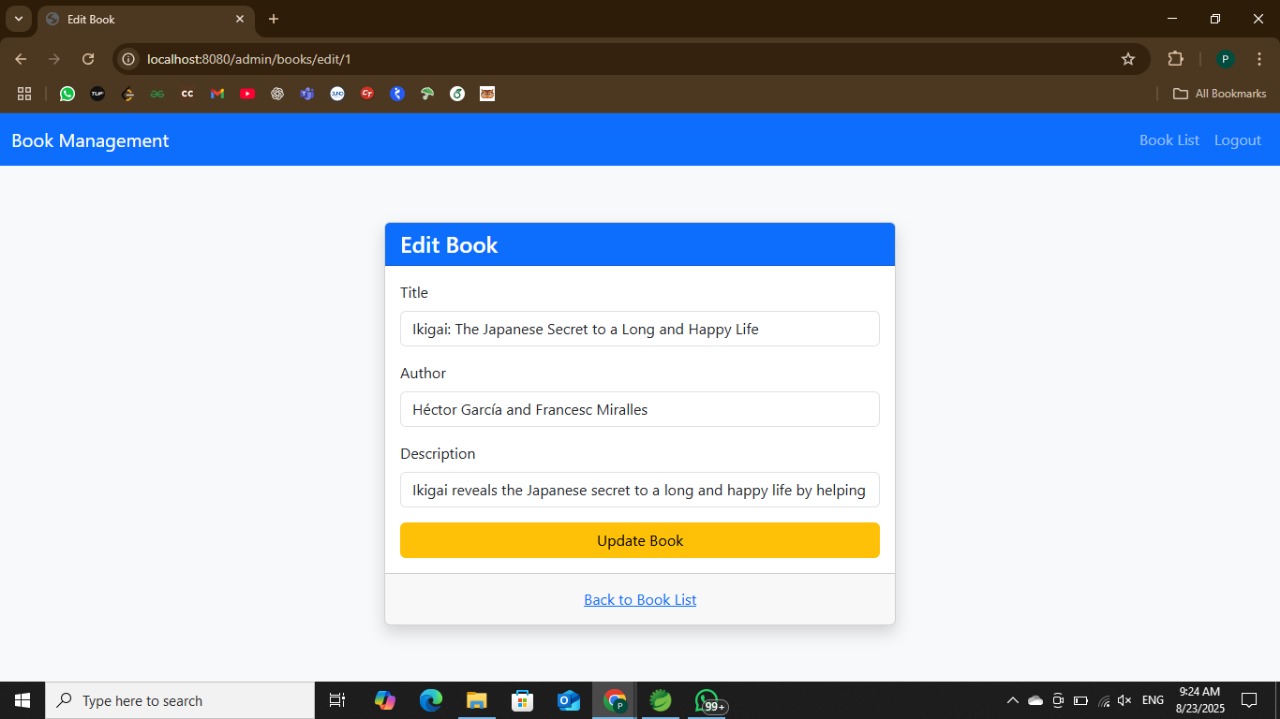 Edit Book
localhost:8080/admin/books/edit/1
All Bookmarks
Book Management
Book List
Logout
Edit Book
Title
Ikigai: The Japanese Secret to a Long and Happy Life
Author
Héctor García and Francesc Miralles
Description
Ikigai reveals the Japanese secret to a long and happy life by helping
Update Book
Back to Book List
Type here to search
99+
ENG
9:24 AM
8/23/2025